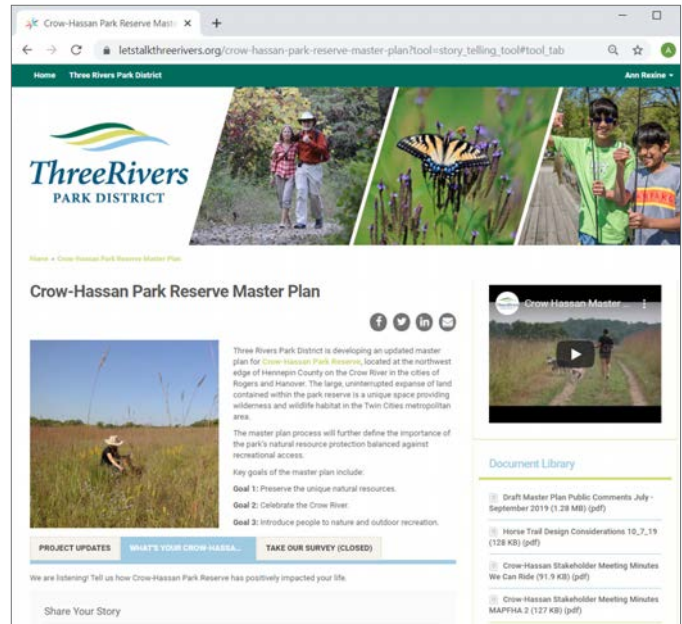 Crow-Hassan Park Reserve Maste
letstalkthreerivers.org/crow-hassan-park-reserve-master-plan?tool=story_telling_tool#tool_tab
A
Home Three Rivers Park District Ann Rexine
ThreeRivers
PARK DISTRICT
Home » Crow-Hassan Park Reserve Master Plan
Crow-Hassan Park Reserve Master Plan
Three Rivers Park District is developing an updated master
plan for Crow-Hassan Park Reserve, located at the northwest
edge of Hennepin County on the Crow River in the cities of
Rogers and Hanover. The large, uninterrupted expanse of land
contained within the park reserve is a unique space providing
wilderness and wildlife habitat in the Twin Cities metropolitan
area.
The master plan process will further define the importance of
the park's natural resource protection balanced against
recreational access.
Key goals of the master plan include:
Goal 1: Preserve the unique natural resources.
Goal 2: Celebrate the Crow River.
Goal 3: Introduce people to nature and outdoor recreation.
PROJECT UPDATES WHAT'S YOUR CROW-HASSA... TAKE OUR SURVEY (CLOSED)
We are listening! Tell us how Crow-Hassan Park Reserve has positively impacted your life.
Share Your Story
Crow Hassan Master ...
Document Library
Draft Master Plan Public Comments July -
September 2019 (1.28 MB) (pdf)
Horse Trail Design Considerations 10_7_19
(128 KB) (pdf)
Crow-Hassan Stakeholder Meeting Minutes
We Can Ride (91.9 KB) (pdf)
Crow-Hassan Stakeholder Meeting Minutes
MAPFHA 2 (127 KB) (pdf)